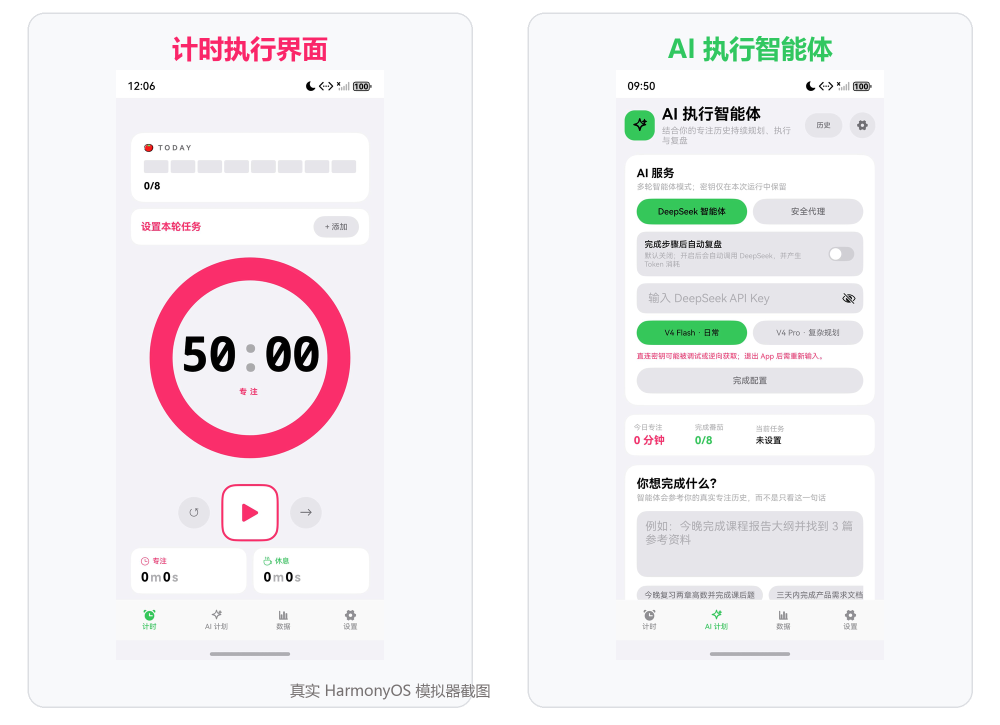 计时执行界面
12:06
100
TODAY
0/8
设置本轮任务
+ 添加
50:00
专注
专注
0m0s
休息
0m0s
计时
AI 计划
数据
设置
AI 执行智能体
09:50
100
AI 执行智能体
结合你的专注历史持续规划、执行
与复盘
历史
AI 服务
多轮智能体模式；密钥仅在本次运行中保留
DeepSeek 智能体
安全代理
完成步骤后自动复盘
默认关闭；开启后会自动调用 DeepSeek，并产生
Token 消耗
输入 DeepSeek API Key
V4 Flash · 日常
V4 Pro · 复杂规划
直连密钥可能被调试或逆向获取；退出 App 后需重新输入。
完成配置
今日专注
0 分钟
完成番茄
0/8
当前任务
未设置
你想完成什么？
智能体会参考你的真实专注历史，而不是只看这一句话
例如：今晚完成课程报告大纲并找到 3 篇
参考资料
今晚复习两章高数并完成课后题
三天内完成产品需求文档
计时
AI 计划
数据
设置
真实 HarmonyOS 模拟器截图